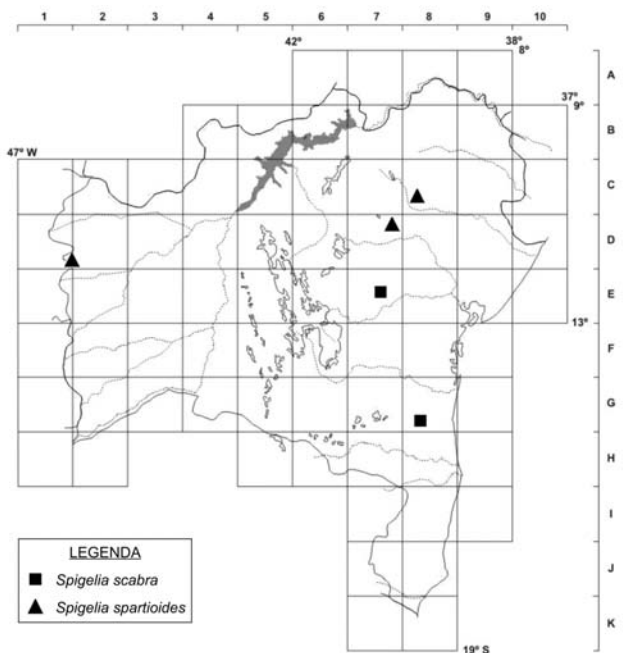 1 2 3 4 5 6 7 8 9 10
42° 38°
8°
A
37°
9°
B
47° W
C
D
E
13°
F
G
H
I
LEGENDA
J
Spigelia scabra
Spigelia spartioides
K
19° S